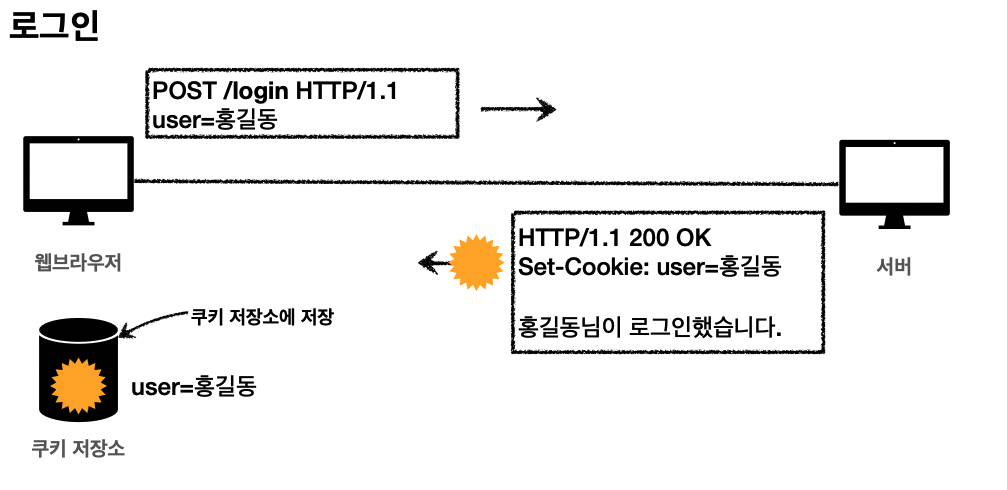 로그인
POST /login HTTP/1.1
user=홍길동
웹브라우저
서버
HTTP/1.1 200 OK
Set-Cookie: user=홍길동
홍길동님이 로그인했습니다.
쿠키 저장소에 저장
user=홍길동
쿠키 저장소